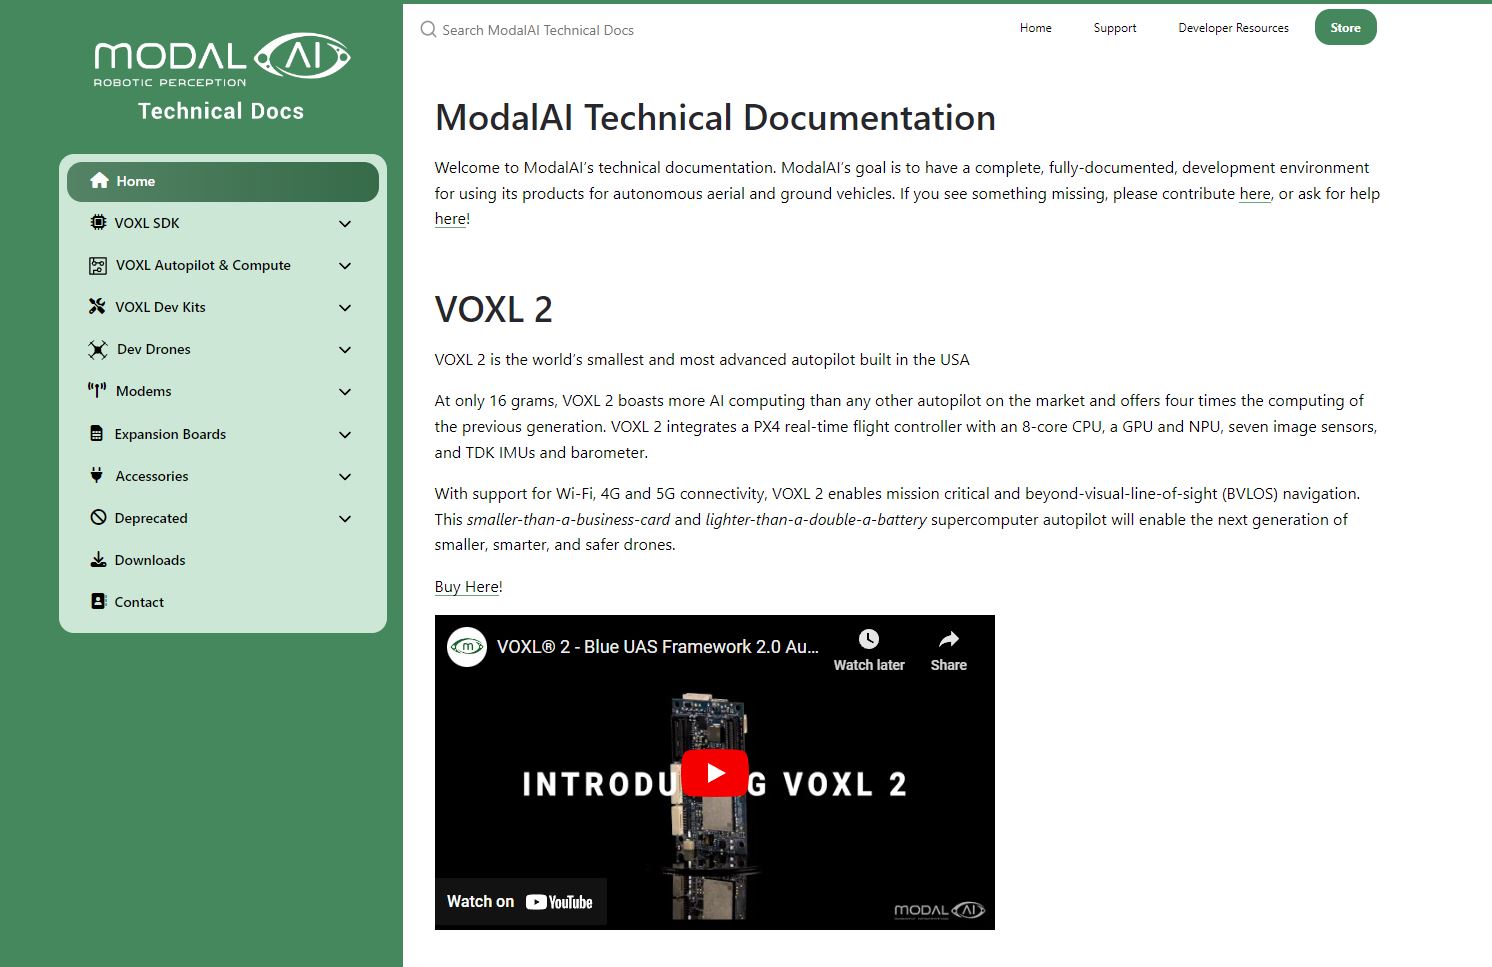 MODAL AI
ROBOTIC PERCEPTION
Technical Docs
Home
VOXL SDK
VOXL Autopilot & Compute
VOXL Dev Kits
Dev Drones
Modems
Expansion Boards
Accessories
Deprecated
Downloads
Contact
Search ModalAI Technical Docs
Home Support Developer Resources Store
ModalAI Technical Documentation
Welcome to ModalAI’s technical documentation. ModalAI’s goal is to have a complete, fully-documented, development environment
for using its products for autonomous aerial and ground vehicles. If you see something missing, please contribute here, or ask for help
here!
VOXL 2
VOXL 2 is the world’s smallest and most advanced autopilot built in the USA
At only 16 grams, VOXL 2 boasts more AI computing than any other autopilot on the market and offers four times the computing of
the previous generation. VOXL 2 integrates a PX4 real-time flight controller with an 8-core CPU, a GPU and NPU, seven image sensors,
and TDK IMUs and barometer.
With support for Wi-Fi, 4G and 5G connectivity, VOXL 2 enables mission critical and beyond-visual-line-of-sight (BVLOS) navigation.
This smaller-than-a-business-card and lighter-than-a-double-a-battery supercomputer autopilot will enable the next generation of
smaller, smarter, and safer drones.
Buy Here!
m VOXL® 2 - Blue UAS Framework 2.0 Au...
Watch later Share
INTRODU G VOXL 2
Watch on YouTube
MODAL AI